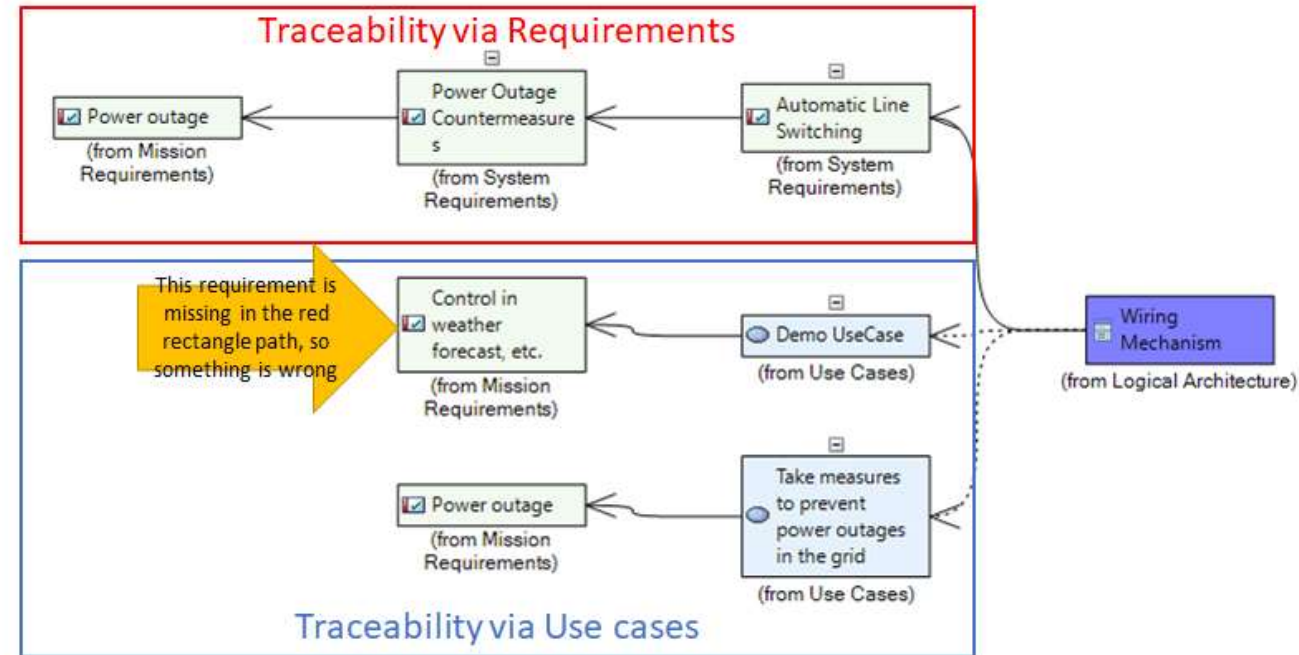 Traceability via Requirements
Power outage
(from Mission
Requirements)
Power Outage
Countermeasure
s
(from System
Requirements)
Automatic Line
Switching
(from System
Requirements)
This requirement is
missing in the red
rectangle path, so
something is wrong
Control in
weather
forecast, etc.
(from Mission
Requirements)
Demo UseCase
(from Use Cases)
Wiring
Mechanism
(from Logical Architecture)
Power outage
(from Mission
Requirements)
Take measures
to prevent
power outages
in the grid
(from Use Cases)
Traceability via Use cases